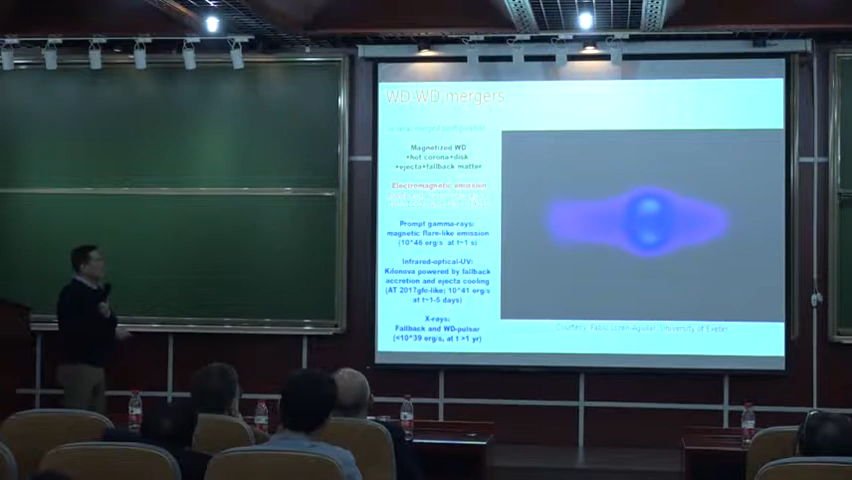 WD-WD mergers
Magnetized WD
+hot corona+disk
+ejecta+fallback matter
Electromagnetic emission
Prompt gamma-rays:
magnetic flare-like emission
(10^46 erg/s at t~1 s)
Infrared-optical-UV:
Kilonova powered by fallback
accretion and ejecta cooling
(AT 2017gfo-like; 10^41 erg/s
at t~1-5 days)
X-rays:
Fallback and WD-pulsar
(<10^39 erg/s, at t >1 yr)
Courtesy: Pablo Loren-Aguilar, University of Exeter